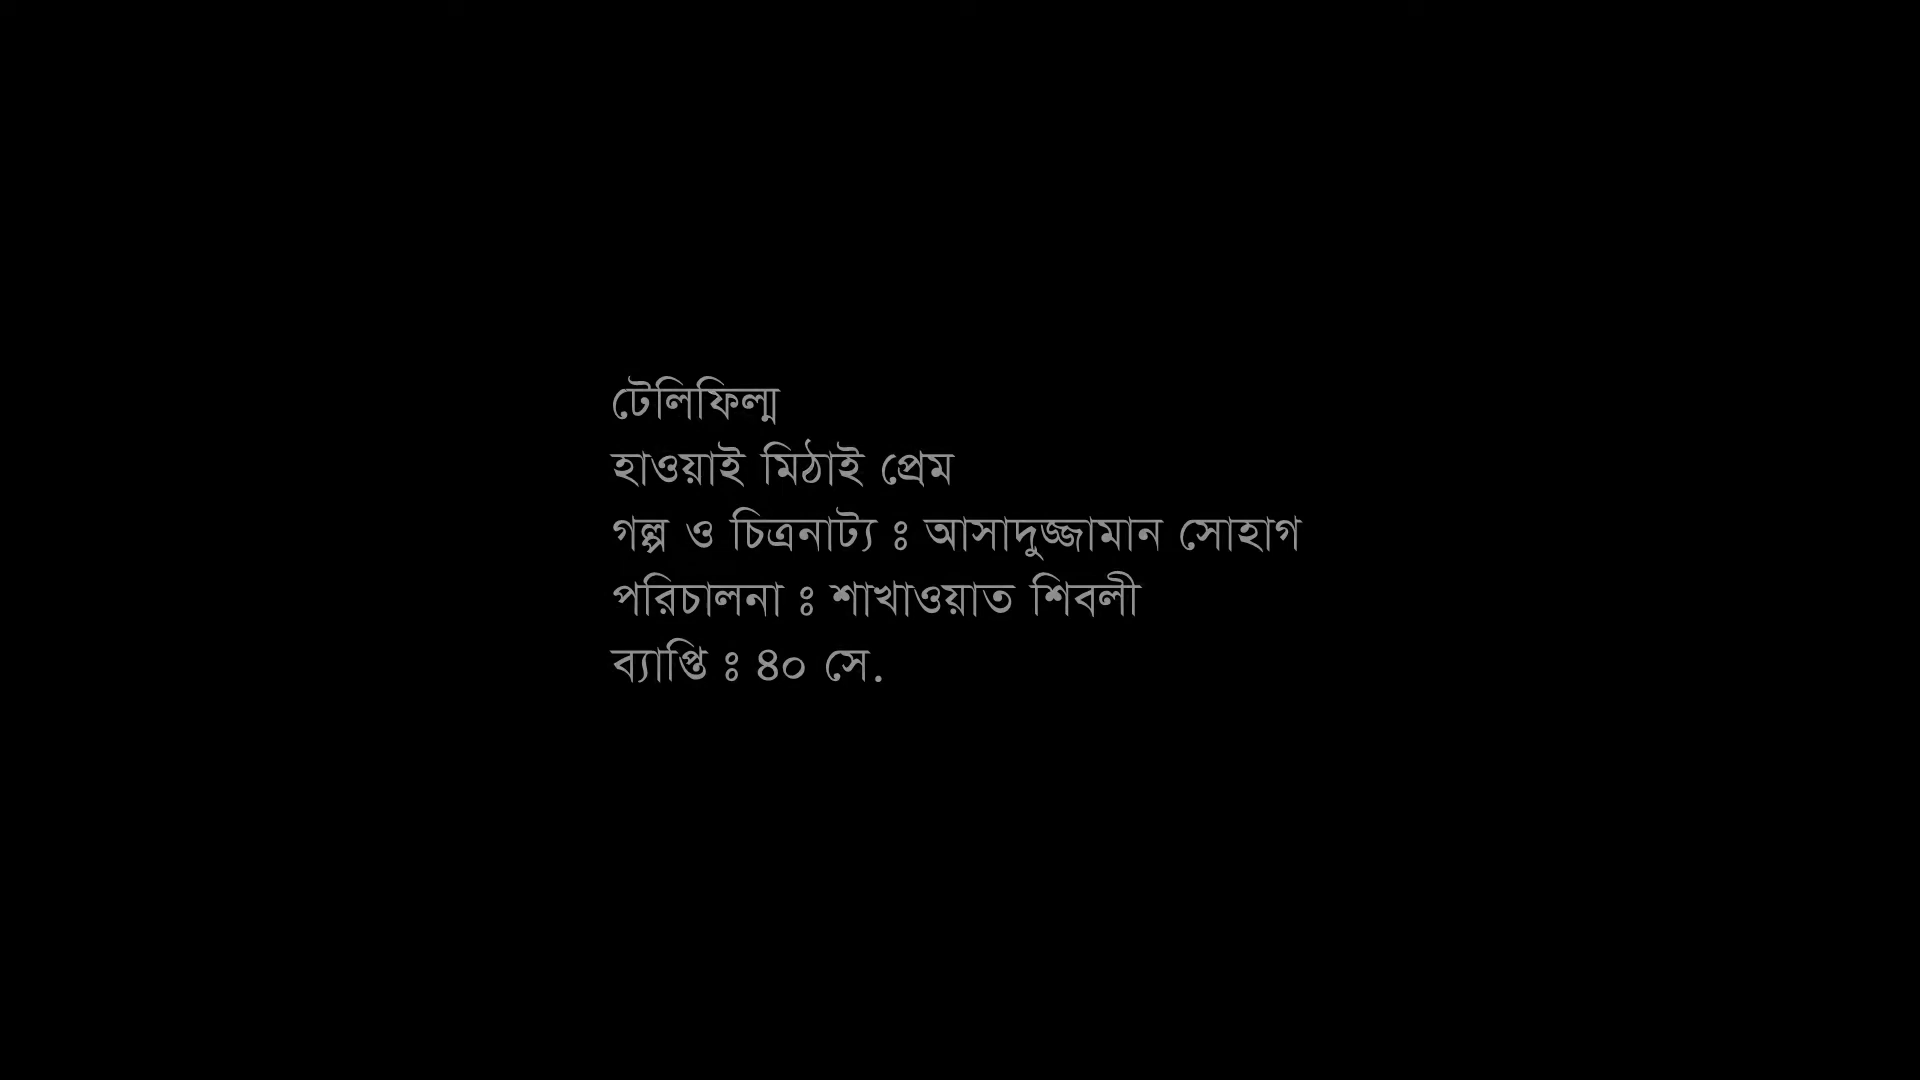 টেলিফিল্ম
হাওয়াই মিঠাই প্রেম
গল্প ও চিত্রনাট্য ঃ আসাদুজ্জামান সোহাগ
পরিচালনা ঃ শাখাওয়াত শিবলী
ব্যাপ্তি ঃ ৪০ সে.